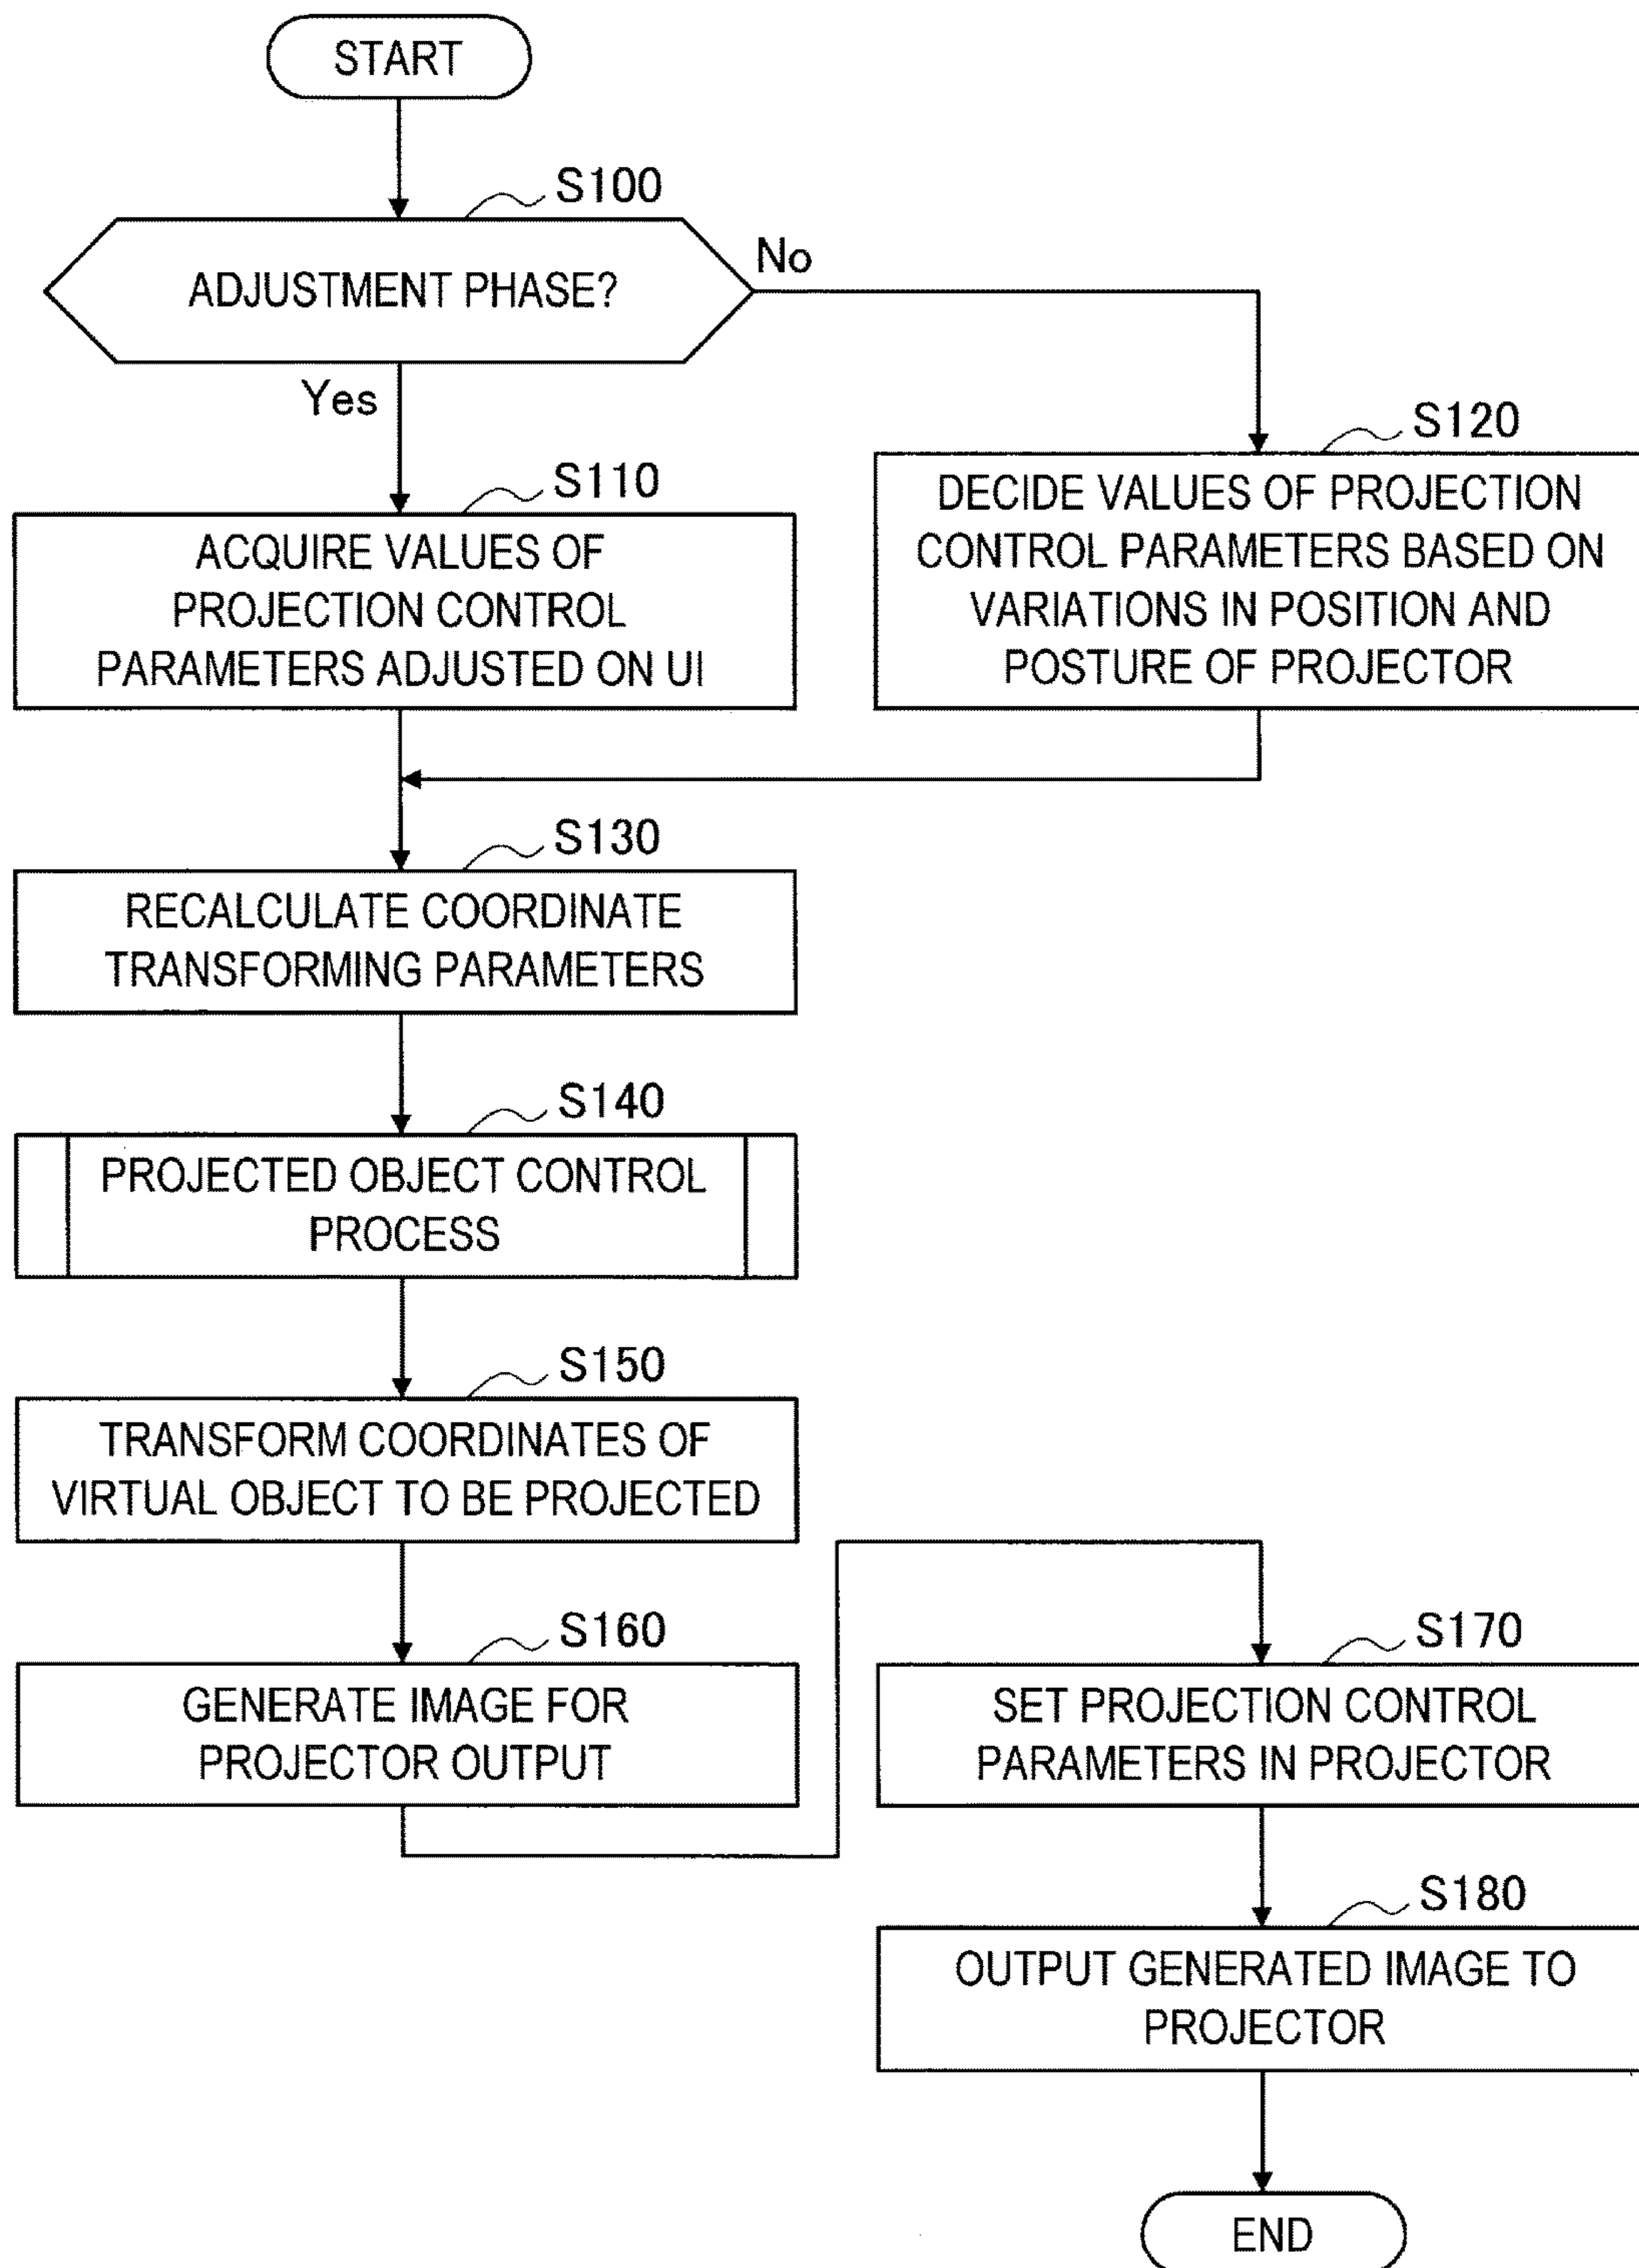 START
S100
ADJUSTMENT PHASE?
No
Yes
S110
ACQUIRE VALUES OF
PROJECTION CONTROL
PARAMETERS ADJUSTED ON UI
S120
DECIDE VALUES OF PROJECTION
CONTROL PARAMETERS BASED ON
VARIATIONS IN POSITION AND
POSTURE OF PROJECTOR
S130
RECALCULATE COORDINATE
TRANSFORMING PARAMETERS
S140
PROJECTED OBJECT CONTROL
PROCESS
S150
TRANSFORM COORDINATES OF
VIRTUAL OBJECT TO BE PROJECTED
S160
GENERATE IMAGE FOR
PROJECTOR OUTPUT
S170
SET PROJECTION CONTROL
PARAMETERS IN PROJECTOR
S180
OUTPUT GENERATED IMAGE TO
PROJECTOR
END